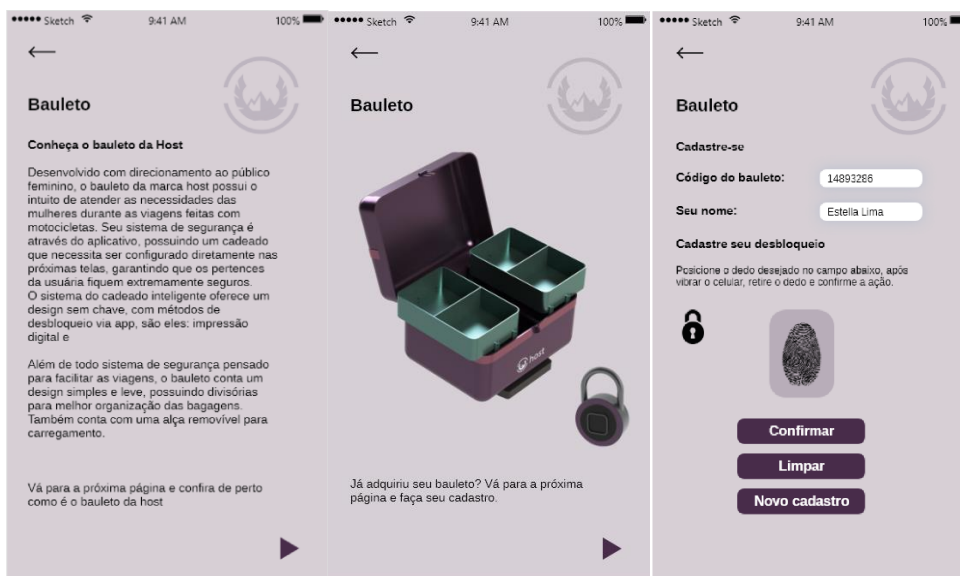 Sketch 9:41 AM 100%
Bauleto
Conheça o bauleto da Host
Desenvolvido com direcionamento ao público
feminino, o bauleto da marca host possui o
intuito de atender as necessidades das
mulheres durante as viagens feitas com
motocicletas. Seu sistema de segurança é
através do aplicativo, possuindo um cadeado
que necessita ser configurado diretamente nas
próximas telas, garantindo que os pertences
da usuária fiquem extremamente seguros.
O sistema do cadeado inteligente oferece um
design sem chave, com métodos de
desbloqueio via app, são eles: impressão
digital e
Além de todo sistema de segurança pensado
para facilitar as viagens, o bauleto conta um
design simples e leve, possuindo divisórias
para melhor organização das bagagens.
Também conta com uma alça removível para
carregamento.
Vá para a próxima página e confira de perto
como é o bauleto da host
Sketch 9:41 AM 100%
Bauleto
host
Já adquiriu seu bauleto? Vá para a próxima
página e faça seu cadastro.
Sketch 9:41 AM 100%
Bauleto
Cadastre-se
Código do bauleto: 14893286
Seu nome: Estella Lima
Cadastre seu desbloqueio
Posicione o dedo desejado no campo abaixo, após
vibrar o celular, retire o dedo e confirme a ação.
Confirmar
Limpar
Novo cadastro